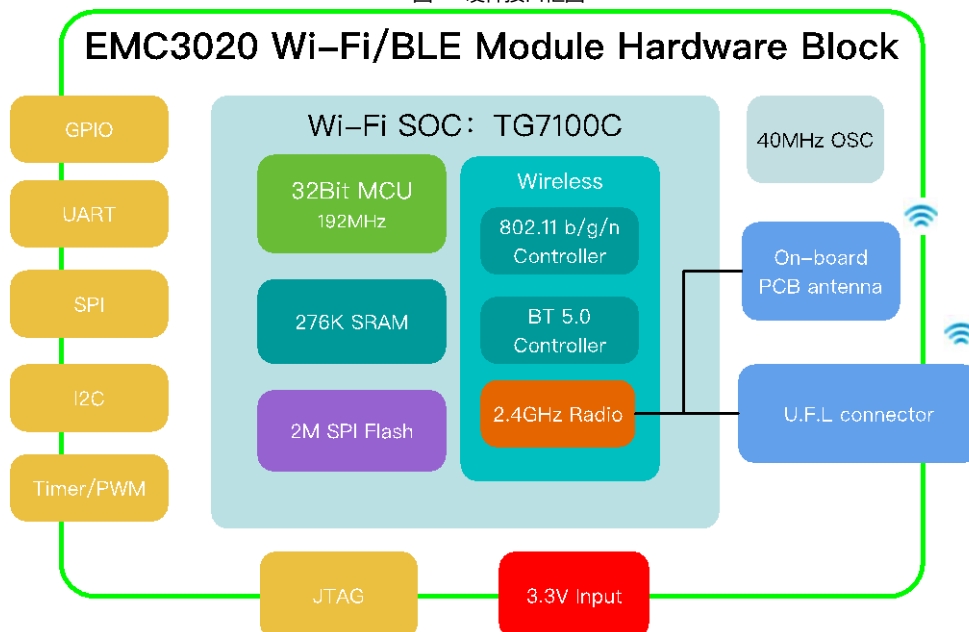 EMC3020 Wi-Fi/BLE Module Hardware Block
GPIO
UART
SPI
I2C
Timer/PWM
Wi-Fi SOC: TG7100C
32Bit MCU
192MHz
276K SRAM
2M SPI Flash
Wireless
802.11 b/g/n
Controller
BT 5.0
Controller
2.4GHz Radio
40MHz OSC
On-board
PCB antenna
U.F.L connector
JTAG
3.3V Input